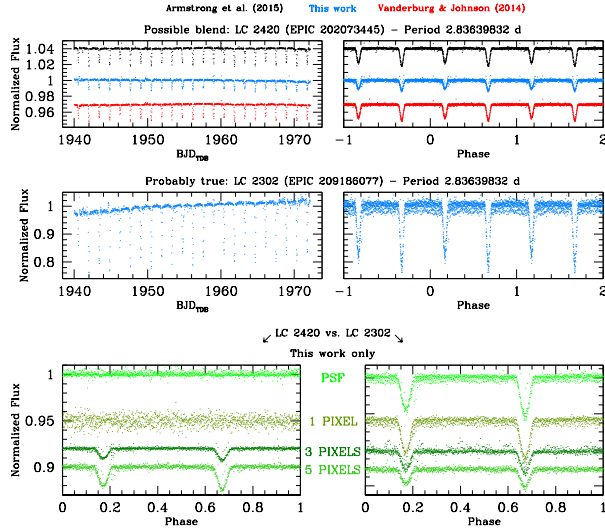 Armstrong et al. (2015) This work Vanderburg & Johnson (2014)
Possible blend: LC 2420 (EPIC 202073445) − Period 2.83639832 d
Normalized Flux
1.04
1.02
1
0.98
0.96
1940 1950 1960 1970
BJD_TDB
−1 0 1 2
Phase
Probably true: LC 2302 (EPIC 209186077) − Period 2.83639832 d
Normalized Flux
1
0.9
0.8
1940 1950 1960 1970
BJD_TDB
−1 0 1 2
Phase
↙ LC 2420 vs. LC 2302 ↘
This work only
Normalized Flux
1
0.95
0.9
PSF
1 PIXEL
3 PIXELS
5 PIXELS
0 0.2 0.4 0.6 0.8 1
Phase
0 0.2 0.4 0.6 0.8 1
Phase